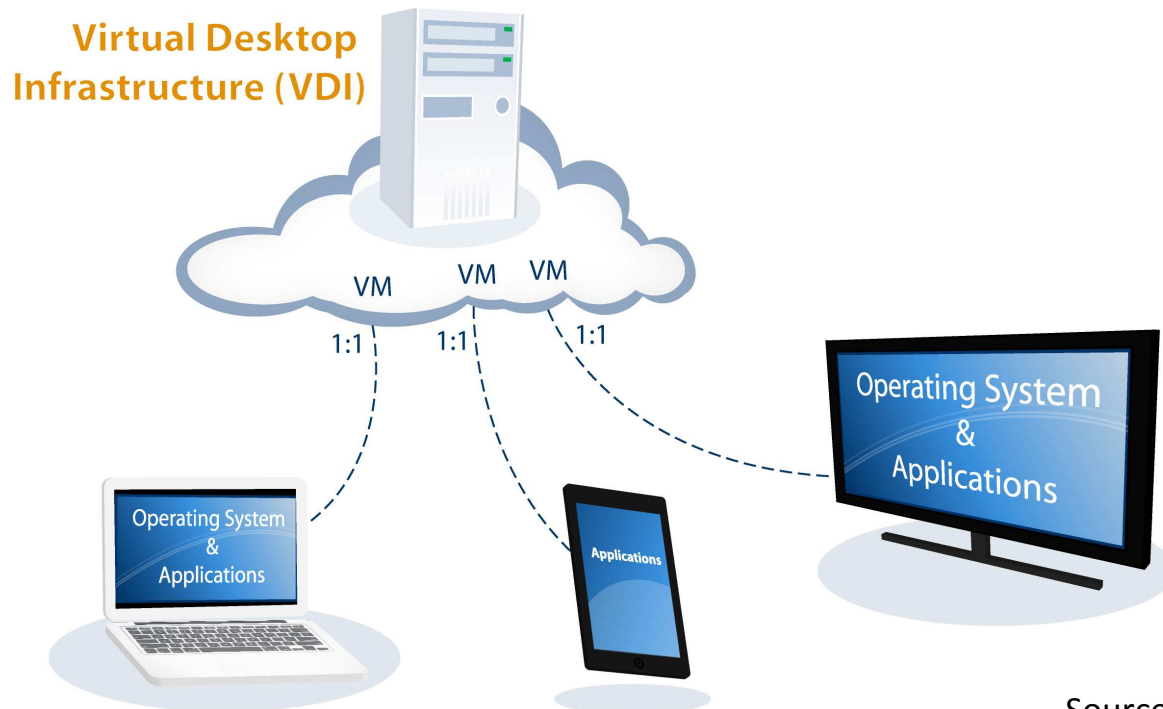 Virtual Desktop
Infrastructure (VDI)
VM
VM
VM
1:1
1:1
1:1
Operating System
&
Applications
Applications
Operating System
&
Applications
Source